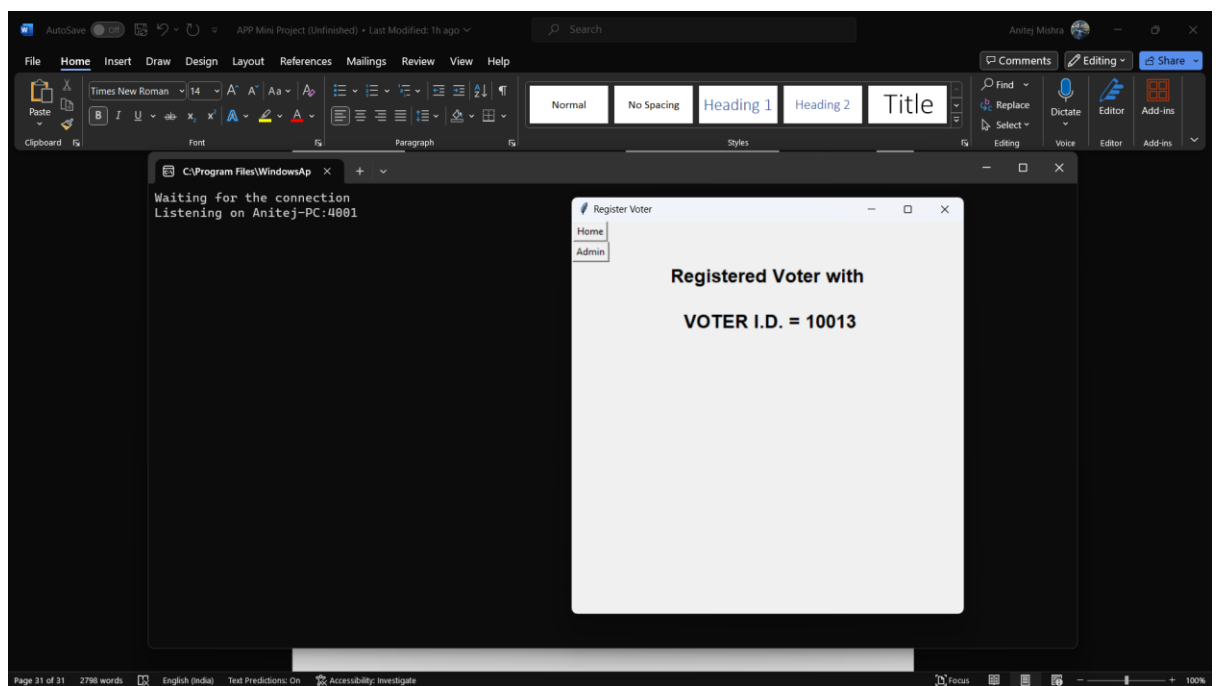 AutoSave Off APP Mini Project (Unfinished) • Last Modified: 1h ago Search Anitej Mishra
File Home Insert Draw Design Layout References Mailings Review View Help Comments Editing Share
Times New Roman 14 A A Aa A Find
Paste B I U ab x₂ x² A A Normal No Spacing Heading 1 Heading 2 Title Replace Dictate Editor Add-ins
Select
Clipboard Font Paragraph Styles Editing Voice Editor Add-ins
C:\Program Files\WindowsAp
Waiting for the connection
Listening on Anitej-PC:4001
Register Voter
Home
Admin
Registered Voter with
VOTER I.D. = 10013
Page 31 of 31 2798 words English (India) Text Predictions: On Accessibility: Investigate Focus 100%